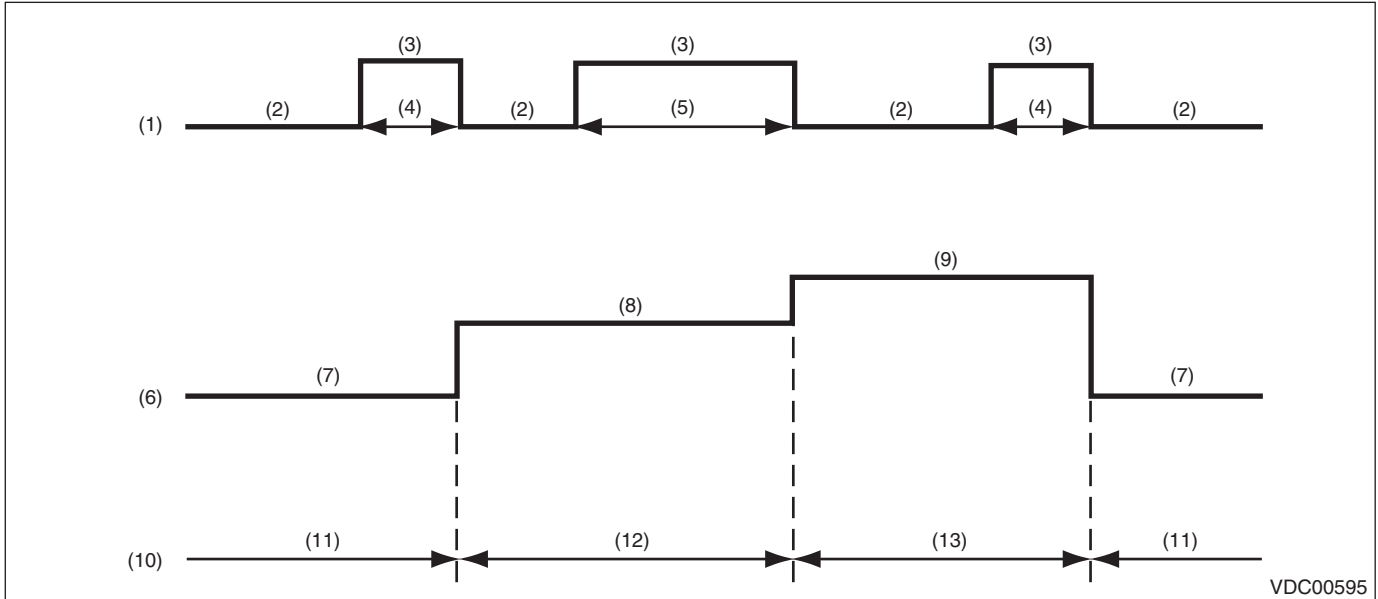 (3) (3) (3)
(1) (2) (4) (2) (5) (2) (4) (2)
(9)
(8)
(6) (7) (7)
(10) (11) (12) (13) (11)
VDC00595